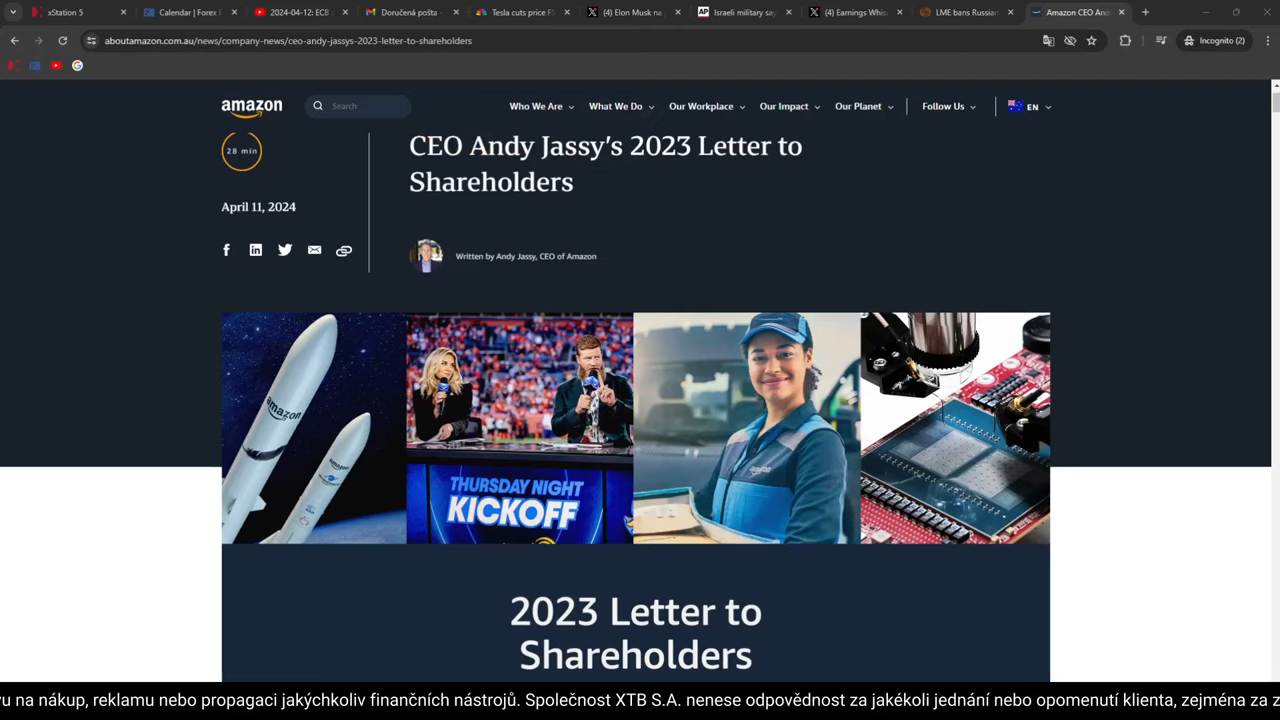 xStation 5
Calendar | Forex F
2024-04-12: ECB
Doručená pošta -
Tesla cuts price FS
(4) Elon Musk na
Israeli military say
(4) Earnings Whis
LME bans Russian
Amazon CEO And
aboutamazon.com.au/news/company-news/ceo-andy-jassys-2023-letter-to-shareholders
Incognito (2)
amazon
Search
Who We Are
What We Do
Our Workplace
Our Impact
Our Planet
Follow Us
EN
28 min
CEO Andy Jassy's 2023 Letter to
Shareholders
April 11, 2024
Written by Andy Jassy, CEO of Amazon
amazon
THURSDAY NIGHT
KICKOFF
2023 Letter to
Shareholders
vu na nákup, reklamu nebo propagaci jakýchkoliv finančních nástrojů. Společnost XTB S.A. nenese odpovědnost za jakékoli jednání nebo opomenutí klienta, zejména za z